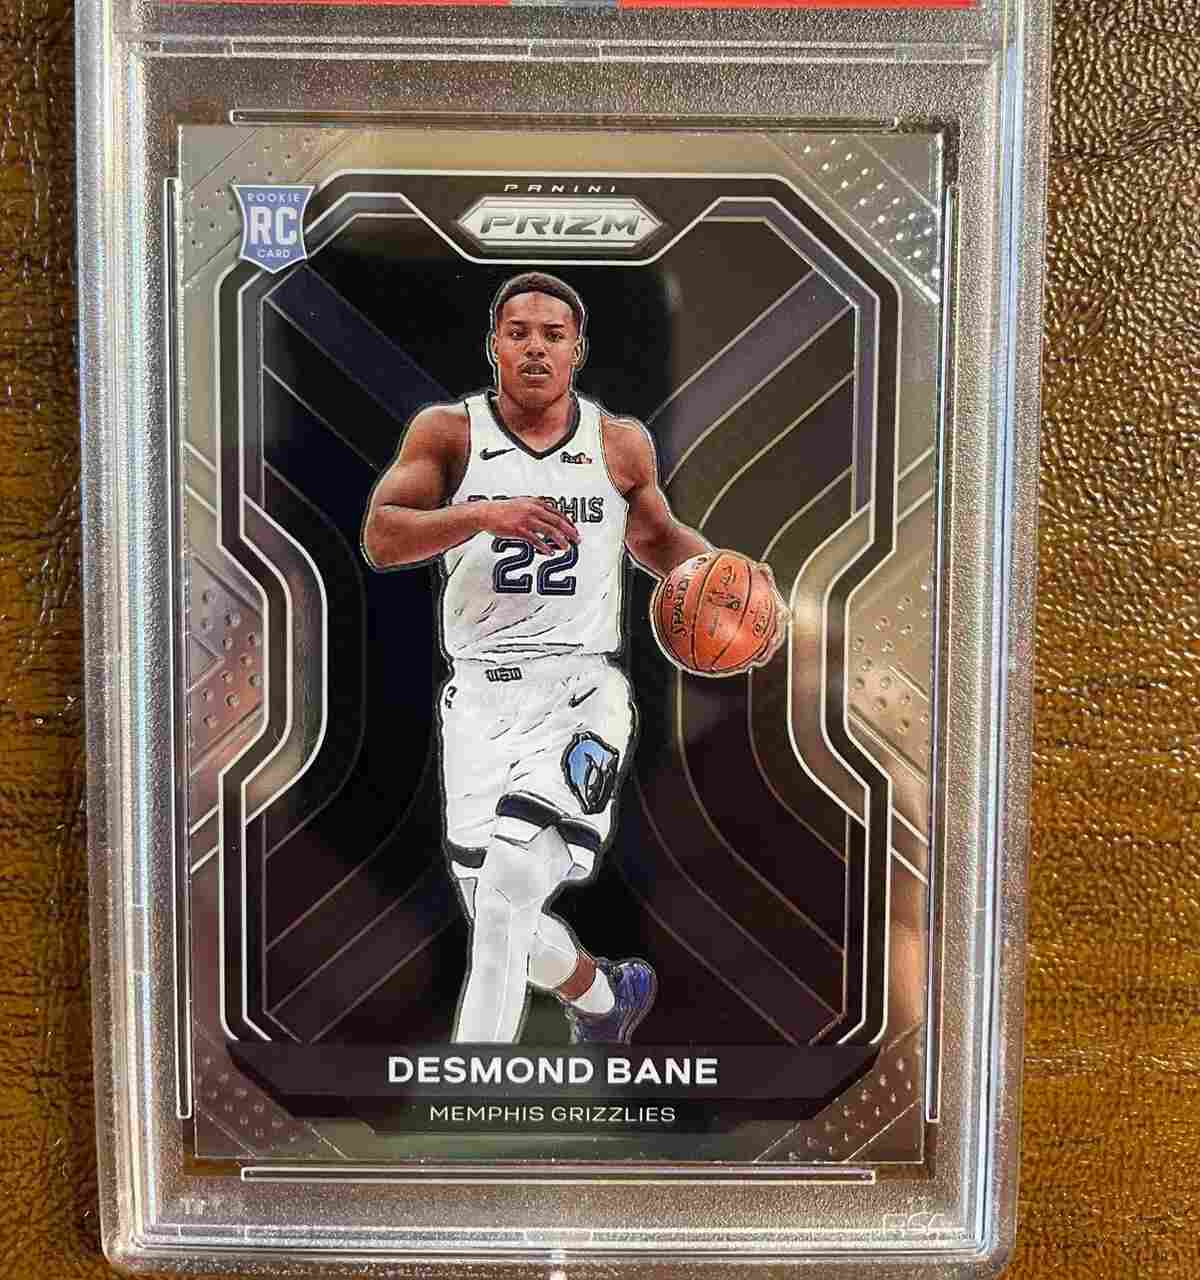 ROOKIE
RC
CARD
PANINI
PRIZM
MEMPHIS
22
SPALDING
DESMOND BANE
MEMPHIS GRIZZLIES